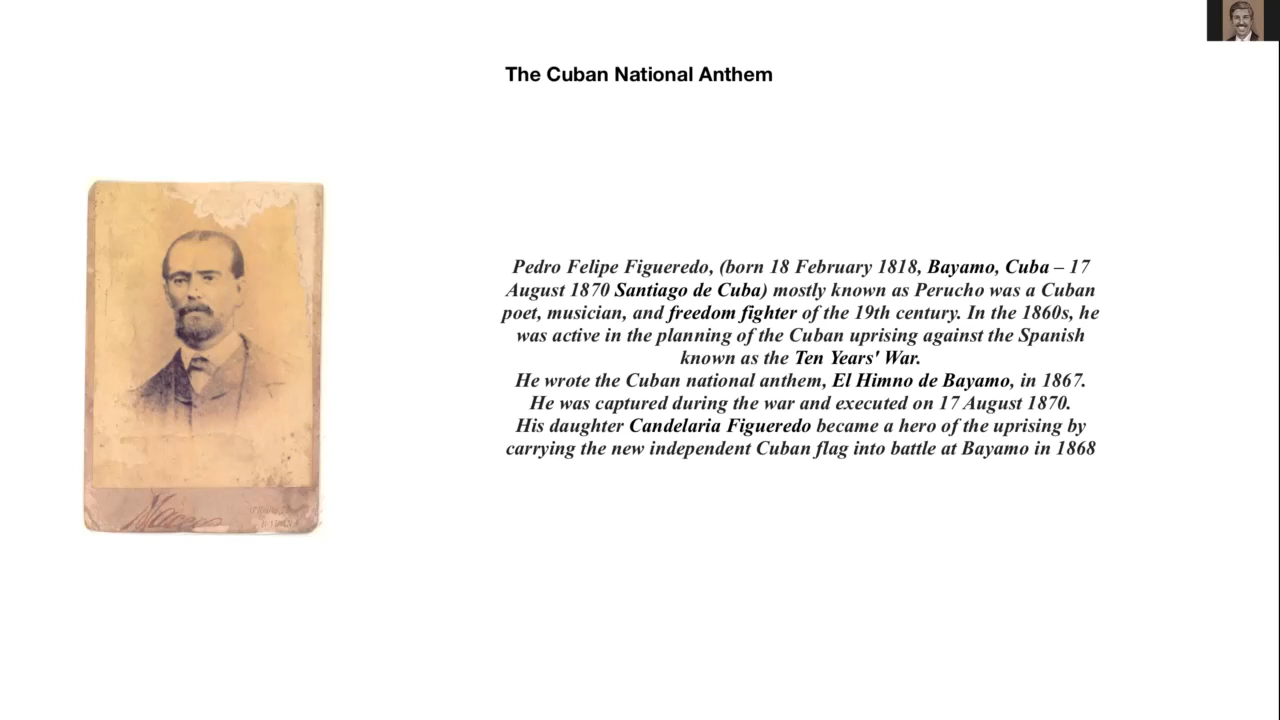 The Cuban National Anthem
Pedro Felipe Figueredo, (born 18 February 1818, Bayamo, Cuba – 17
August 1870 Santiago de Cuba) mostly known as Perucho was a Cuban
poet, musician, and freedom fighter of the 19th century. In the 1860s, he
was active in the planning of the Cuban uprising against the Spanish
known as the Ten Years' War.
He wrote the Cuban national anthem, El Himno de Bayamo, in 1867.
He was captured during the war and executed on 17 August 1870.
His daughter Candelaria Figueredo became a hero of the uprising by
carrying the new independent Cuban flag into battle at Bayamo in 1868